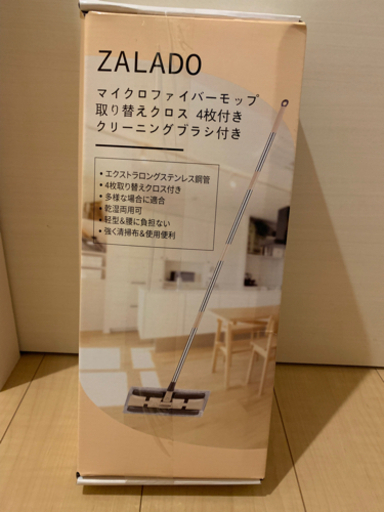 ZALADO
マイクロファイバーモップ
取り替えクロス 4枚付き
クリーニングブラシ付き
• エクストラロングステンレス鋼管
• 4枚取り替えクロス付き
• 多様な場合に適合
• 乾湿両用可
• 軽型&腰に負担ない
• 強く清掃布&使用便利